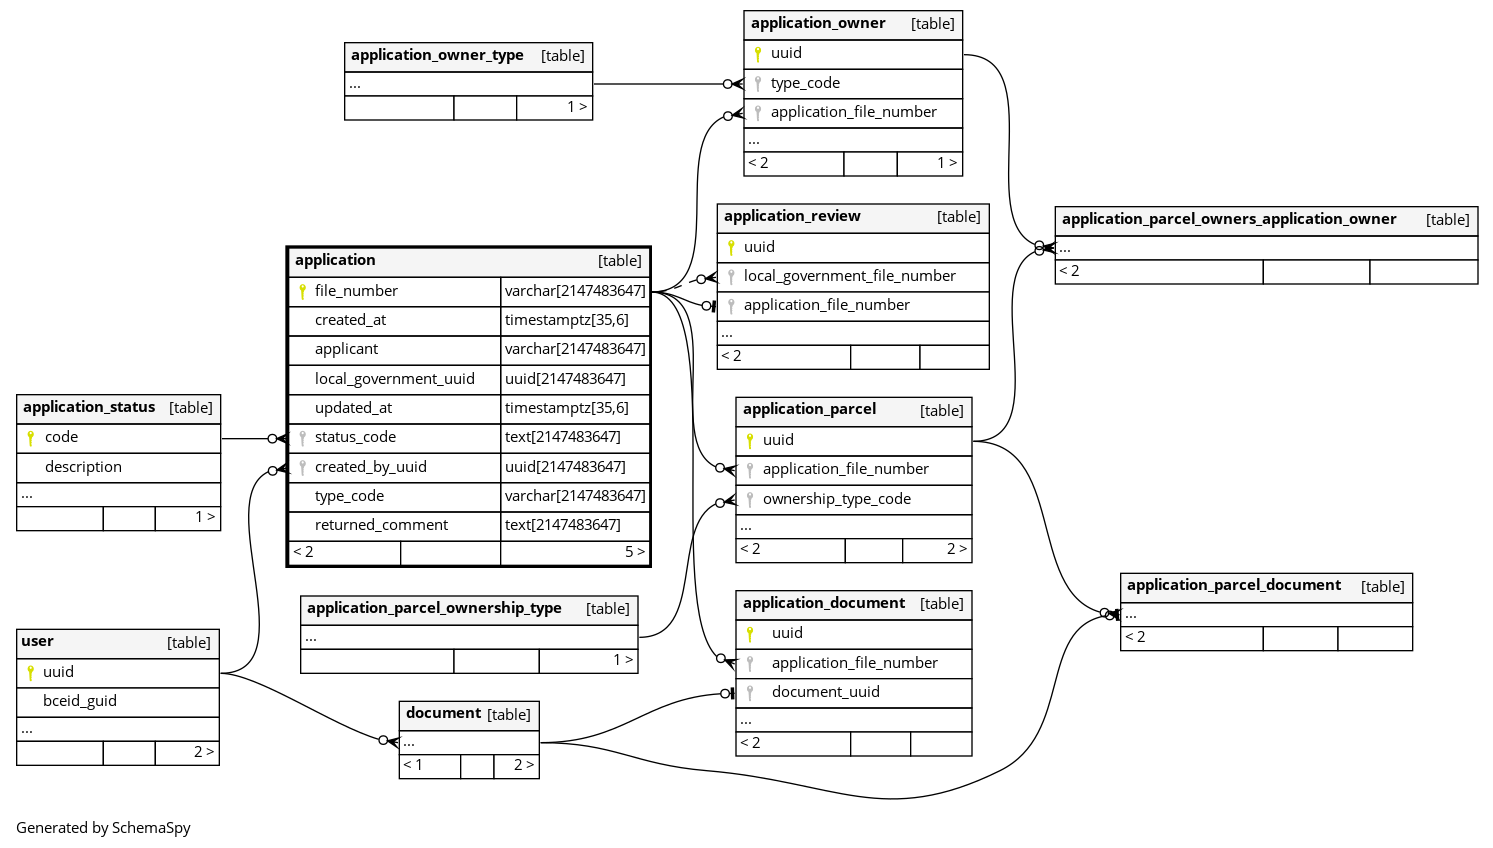 application_owner [table]
uuid
type_code
application_file_number
...
< 2 1 >
application_owner_type [table]
...
1 >
application_review [table]
uuid
local_government_file_number
application_file_number
...
< 2
application_parcel_owners_application_owner [table]
...
< 2
application [table]
file_number varchar[2147483647]
created_at timestamptz[35,6]
applicant varchar[2147483647]
local_government_uuid uuid[2147483647]
updated_at timestamptz[35,6]
status_code text[2147483647]
created_by_uuid uuid[2147483647]
type_code varchar[2147483647]
returned_comment text[2147483647]
< 2 5 >
application_status [table]
code
description
...
1 >
application_parcel [table]
uuid
application_file_number
ownership_type_code
...
< 2 2 >
application_parcel_document [table]
...
< 2
application_parcel_ownership_type [table]
...
1 >
application_document [table]
uuid
application_file_number
document_uuid
...
< 2
user [table]
uuid
bceid_guid
...
2 >
document [table]
...
< 1 2 >
Generated by SchemaSpy